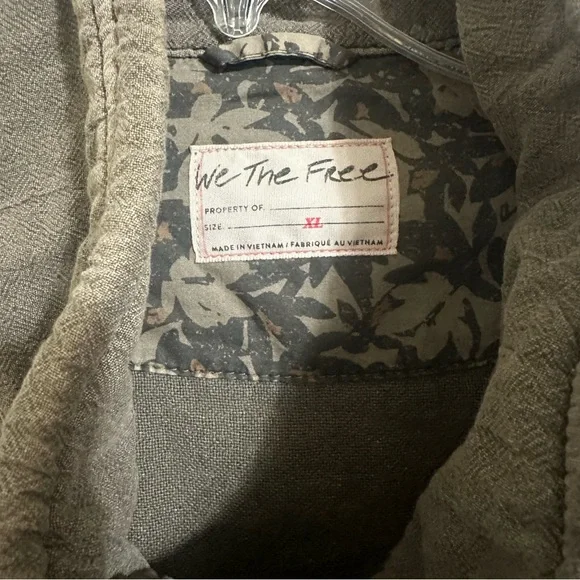 We The Free
PROPERTY OF.
SIZE. XL
MADE IN VIETNAM / FABRIQUÉ AU VIETNAM